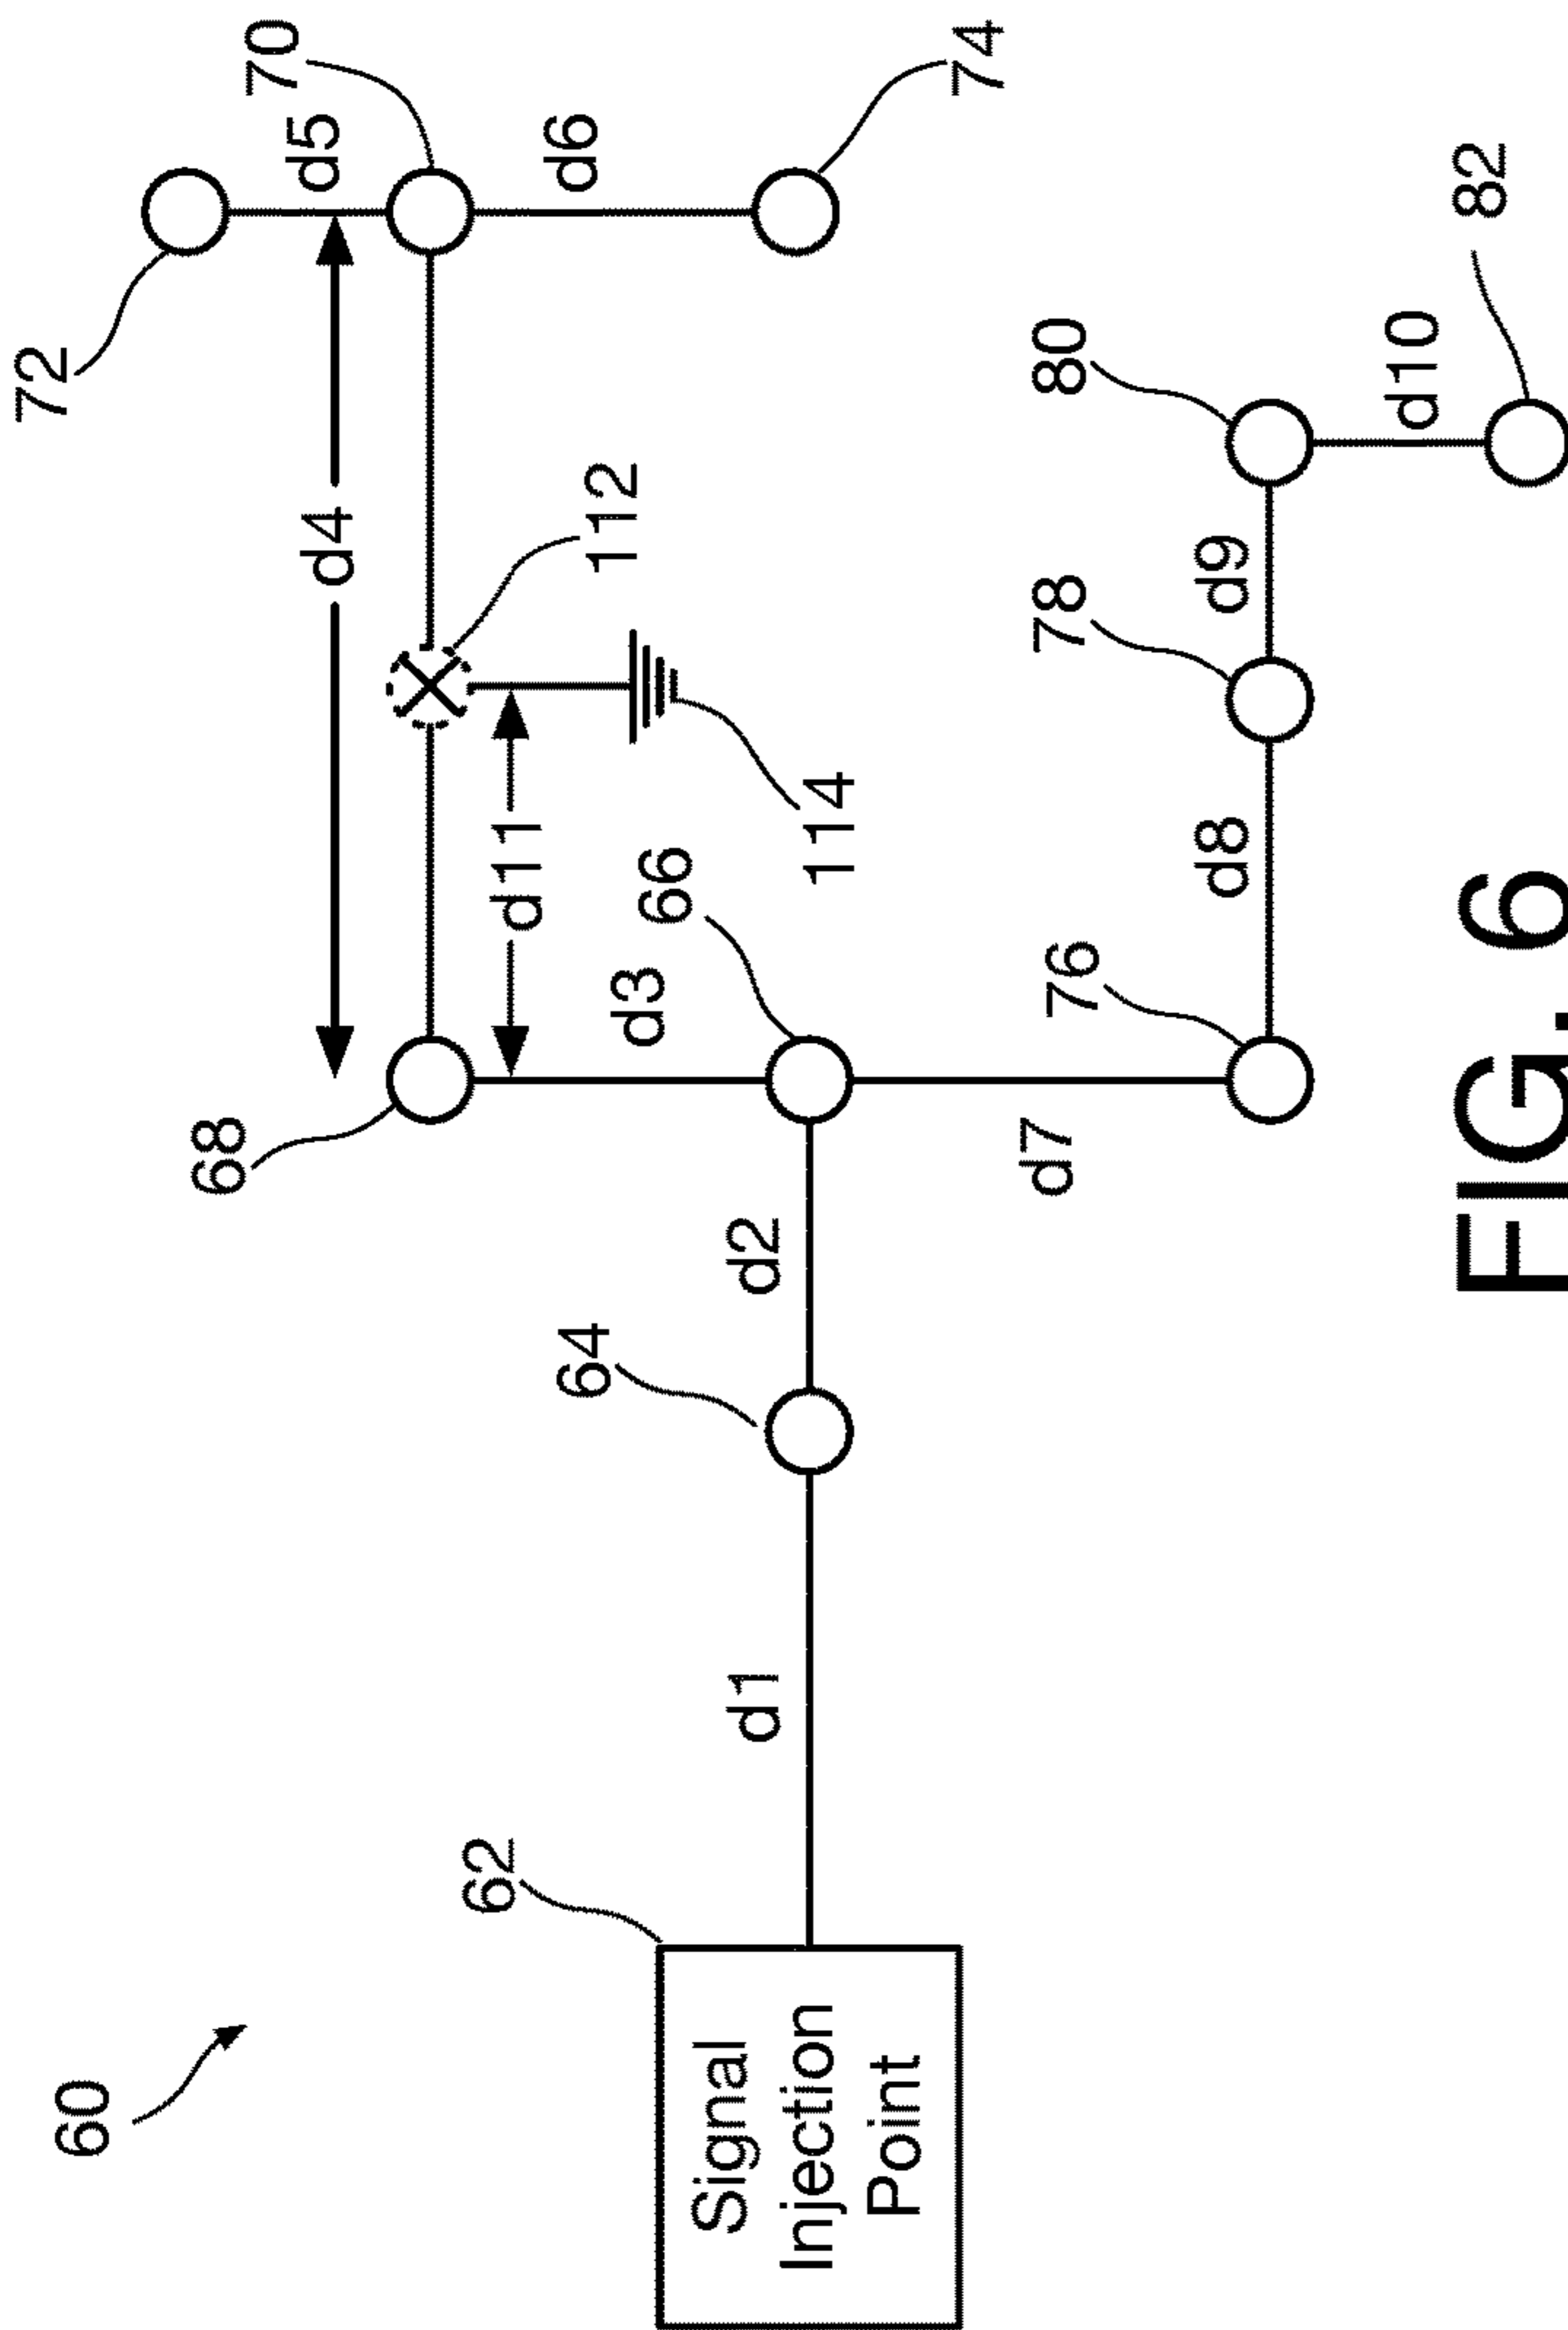 60
62
Signal
Injection
Point
d1
64
d2
66
68
d3
d4
d11
112
114
70
72
d5
d6
74
d7
76
d8
78
d9
80
d10
82
FIG. 6